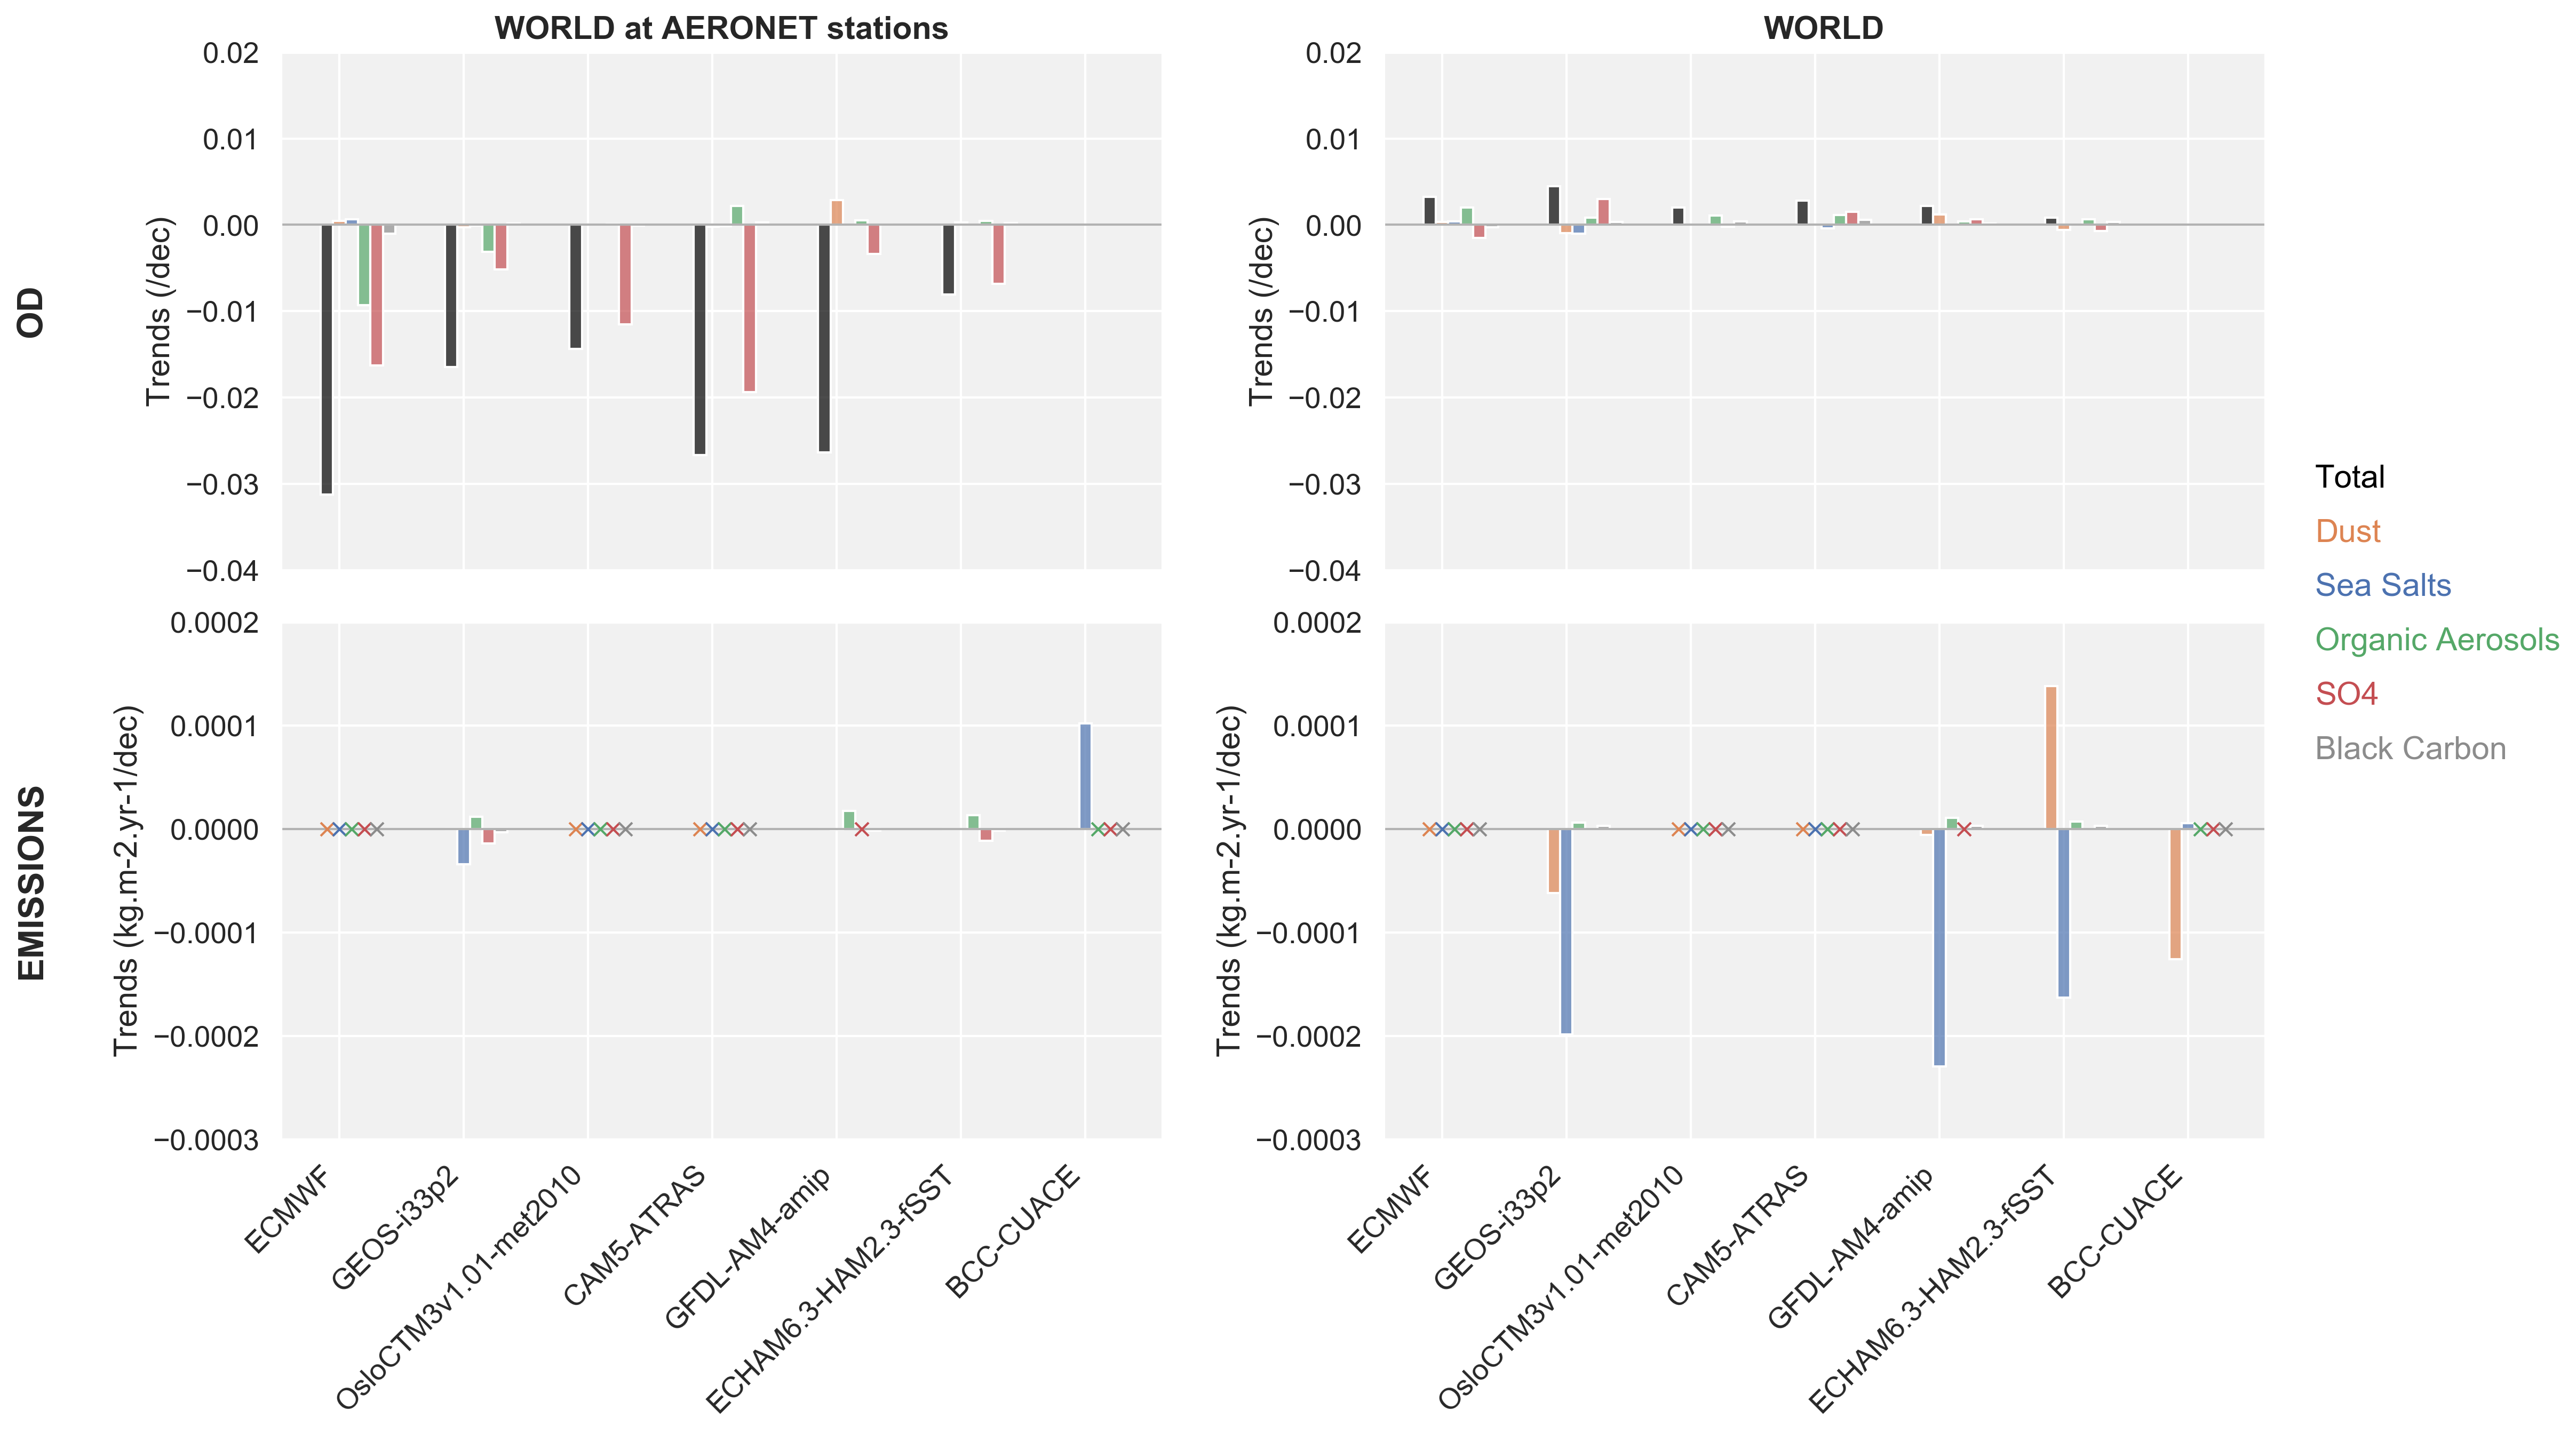 WORLD at AERONET stations
WORLD
OD
Trends (/dec)
0.02
0.01
0.00
−0.01
−0.02
−0.03
−0.04
Trends (/dec)
0.02
0.01
0.00
−0.01
−0.02
−0.03
−0.04
EMISSIONS
Trends (kg.m-2.yr-1/dec)
0.0002
0.0001
0.0000
−0.0001
−0.0002
−0.0003
Trends (kg.m-2.yr-1/dec)
0.0002
0.0001
0.0000
−0.0001
−0.0002
−0.0003
ECMWF
GEOS-i33p2
OsloCTM3v1.01-met2010
CAM5-ATRAS
GFDL-AM4-amip
ECHAM6.3-HAM2.3-fSST
BCC-CUACE
ECMWF
GEOS-i33p2
OsloCTM3v1.01-met2010
CAM5-ATRAS
GFDL-AM4-amip
ECHAM6.3-HAM2.3-fSST
BCC-CUACE
Total
Dust
Sea Salts
Organic Aerosols
SO4
Black Carbon